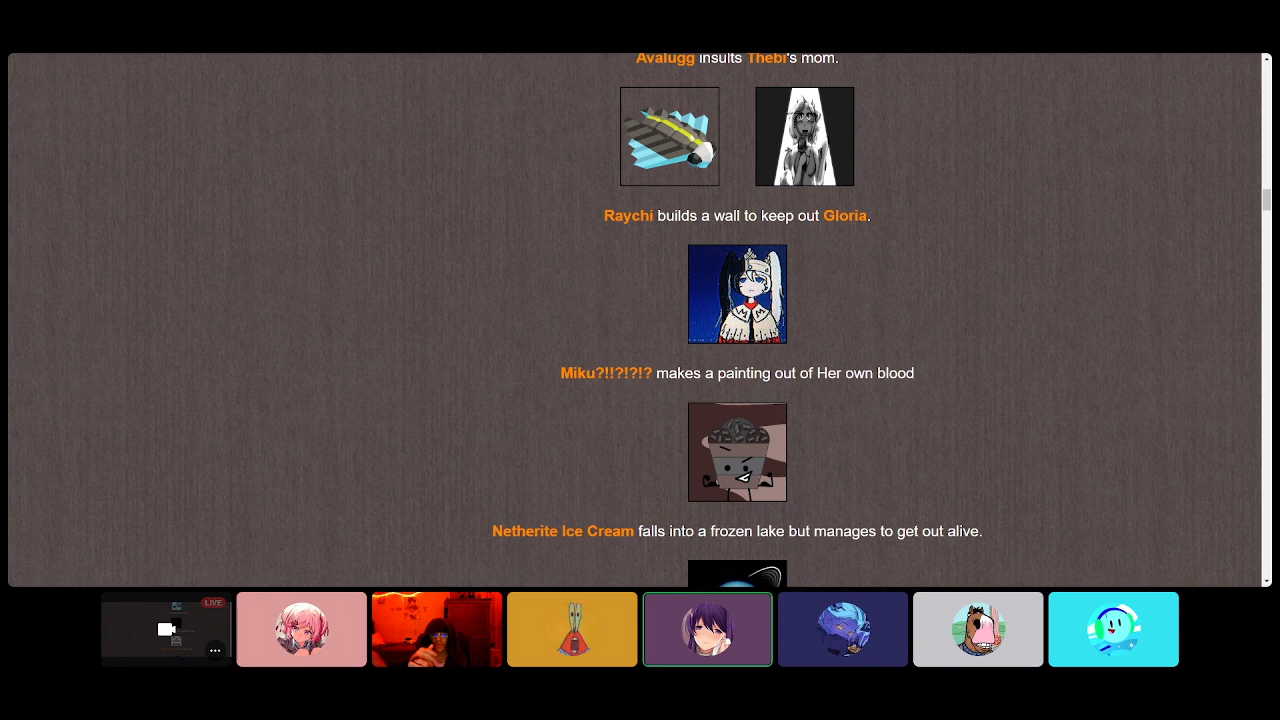 Avalugg insults Thebi's mom.
Raychi builds a wall to keep out Gloria.
Miku?!!?!?!? makes a painting out of Her own blood
Netherite Ice Cream falls into a frozen lake but manages to get out alive.
LIVE